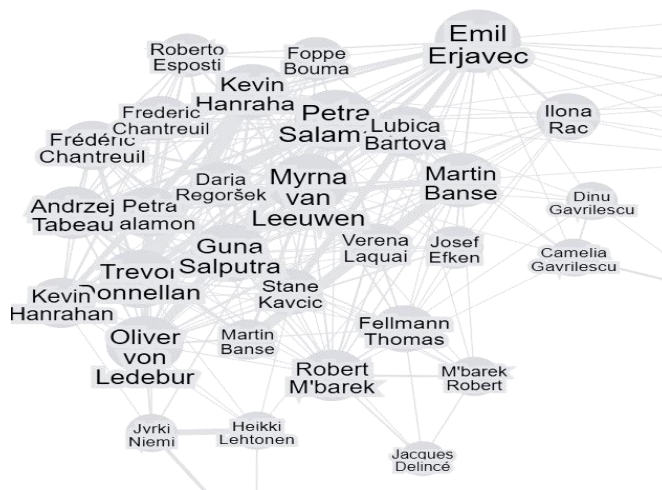 Emil
Erjavec
Roberto
Esposti
Foppe
Bouma
Kevin
Hanraha
Petra
Salam
Lubica
Bartova
Ilona
Rac
Frederic
Chantreuil
Frédéric
Chantreuil
Daria
Regoršek
Myrna
van
Leeuwen
Martin
Banse
Dinu
Gavrilescu
Andrzej
Tabeau
Petra
alamon
Guna
Salputra
Verena
Laquai
Josef
Efken
Camelia
Gavrilescu
Trevor
Donnellan
Stane
Kavcic
Kevin
Hanrahan
Oliver
von
Ledebur
Martin
Banse
Fellmann
Thomas
Robert
M'barek
M'barek
Robert
Jyrki
Niemi
Heikki
Lehtonen
Jacques
Delincé